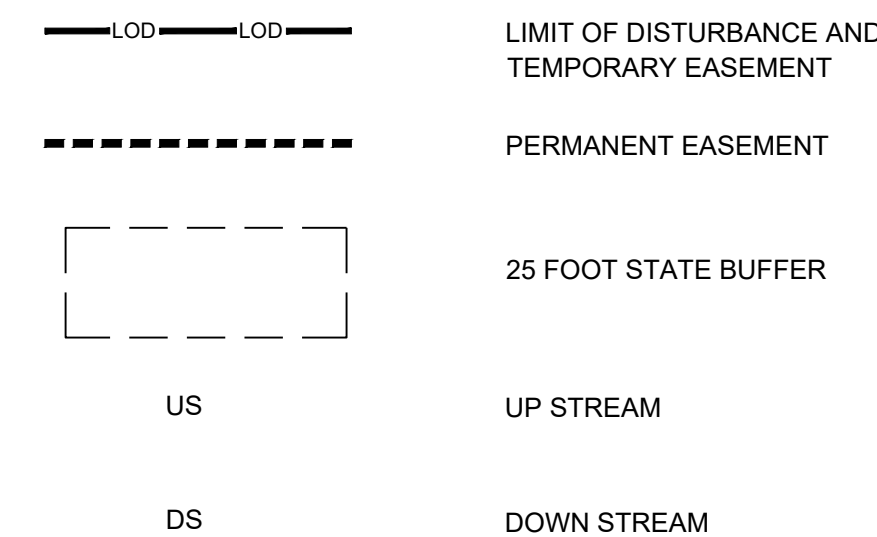 LOD LOD LIMIT OF DISTURBANCE AND
TEMPORARY EASEMENT
PERMANENT EASEMENT
25 FOOT STATE BUFFER
US UP STREAM
DS DOWN STREAM